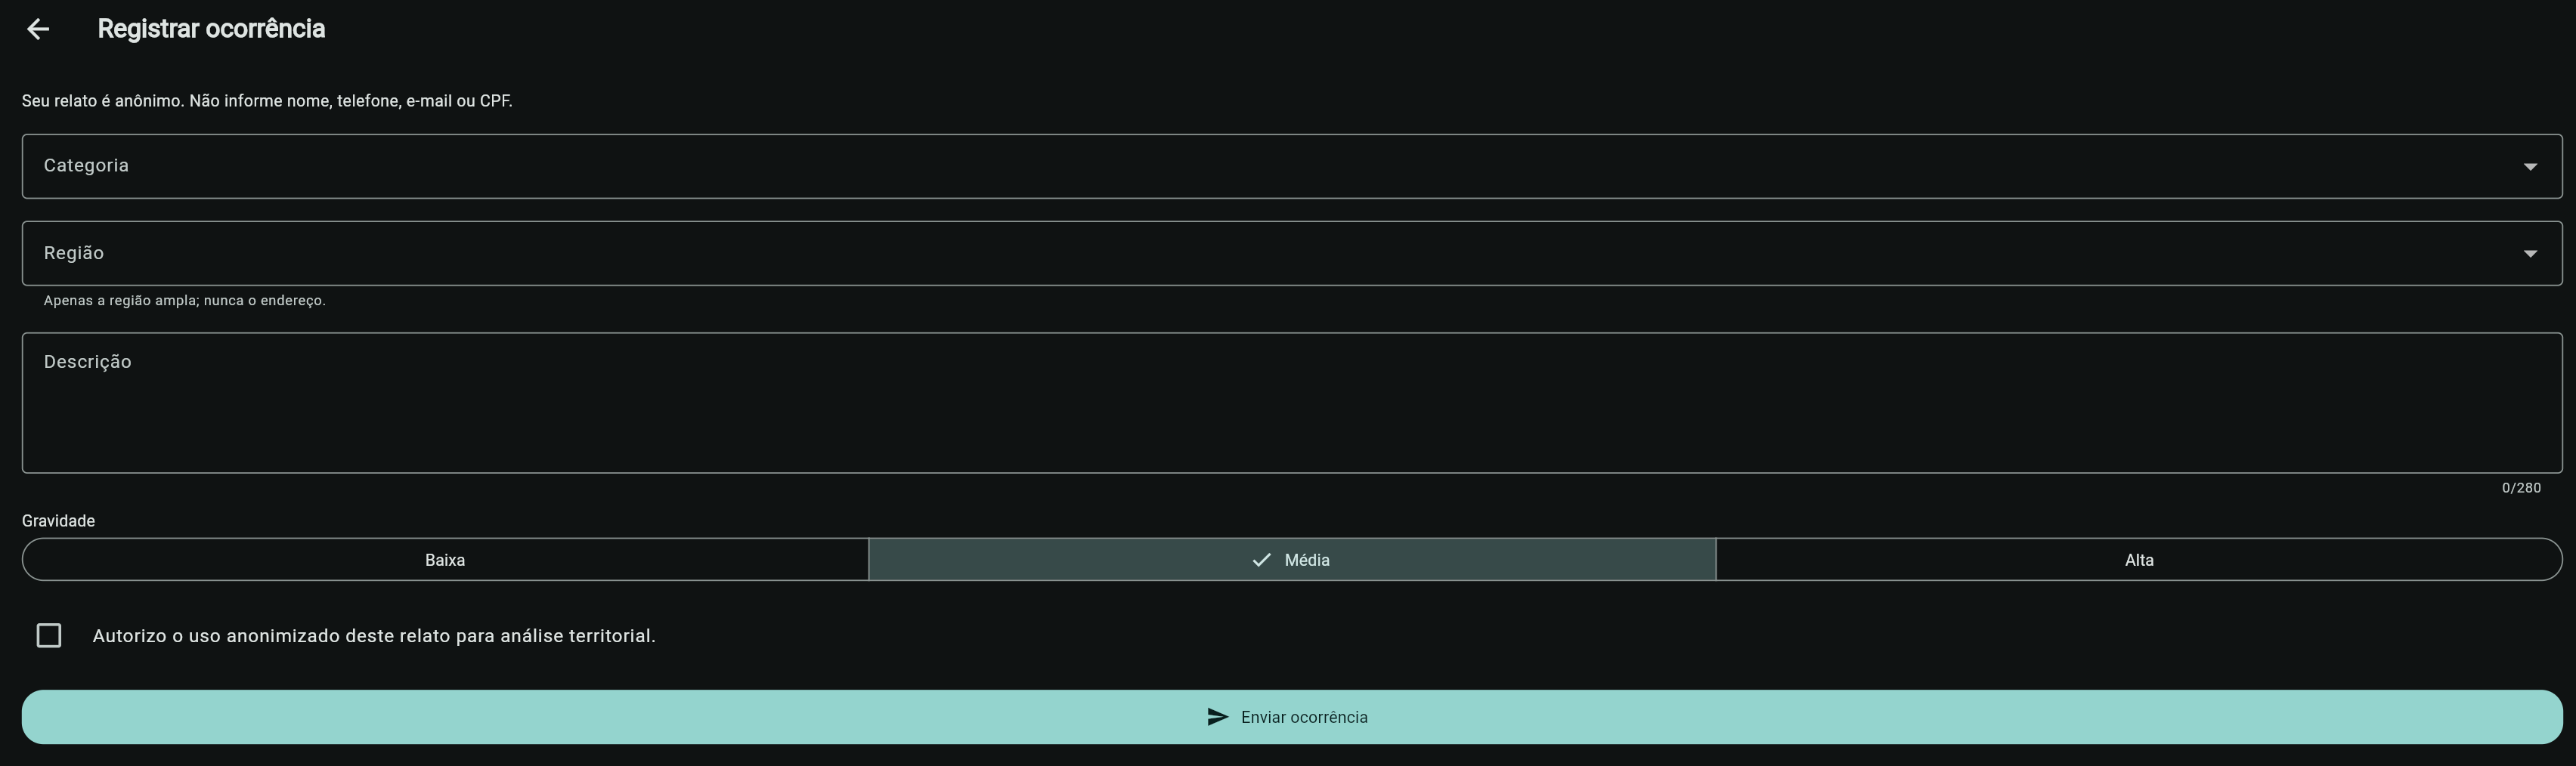 Registrar ocorrência
Seu relato é anônimo. Não informe nome, telefone, e-mail ou CPF.
Categoria
Região
Apenas a região ampla; nunca o endereço.
Descrição
0/280
Gravidade
Baixa
Média
Alta
Autorizo o uso anonimizado deste relato para análise territorial.
Enviar ocorrência